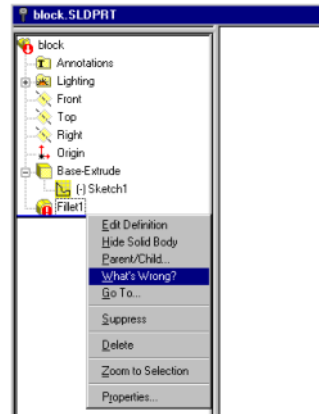 block.SLDPRT
block
Annotations
Lighting
Front
Top
Right
Origin
Base-Extrude
(-) Sketch1
Fillet1
Edit Definition
Hide Solid Body
Parent/Child...
What's Wrong?
Go To...
Suppress
Delete
Zoom to Selection
Properties...